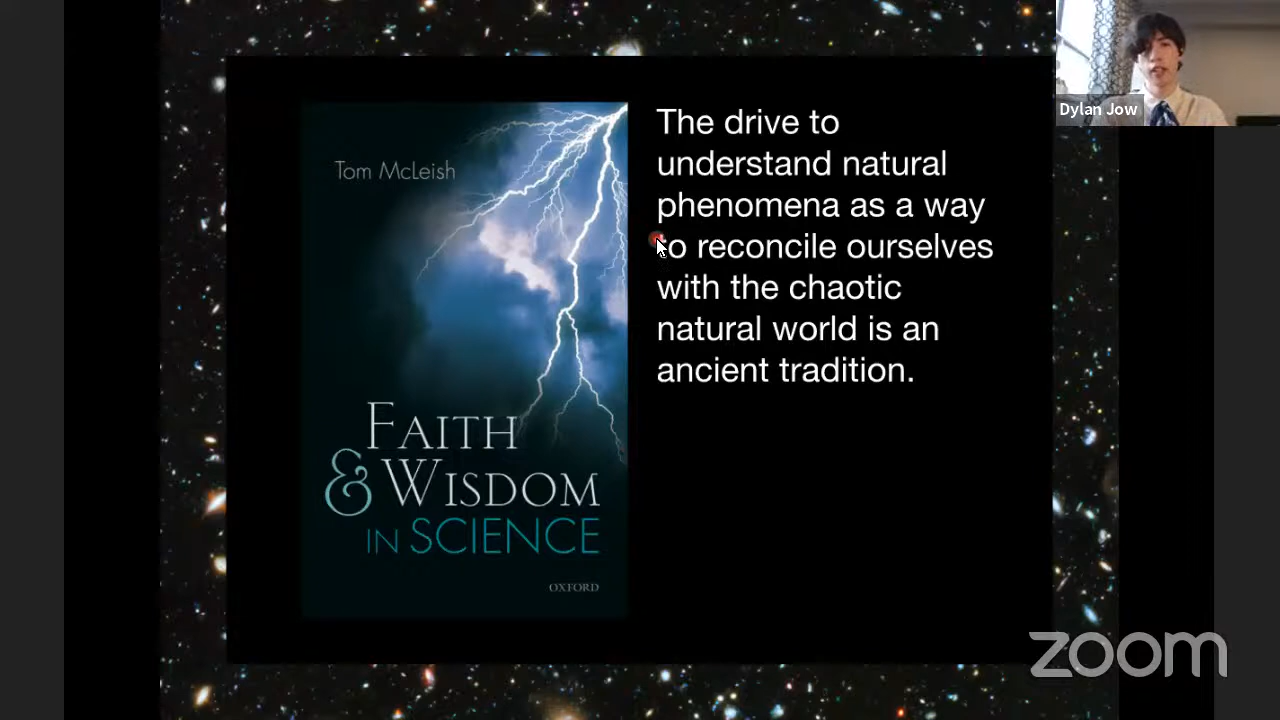 Dylan Jow
Tom McLeish
FAITH
& WISDOM
IN SCIENCE
OXFORD
The drive to
understand natural
phenomena as a way
to reconcile ourselves
with the chaotic
natural world is an
ancient tradition.
zoom